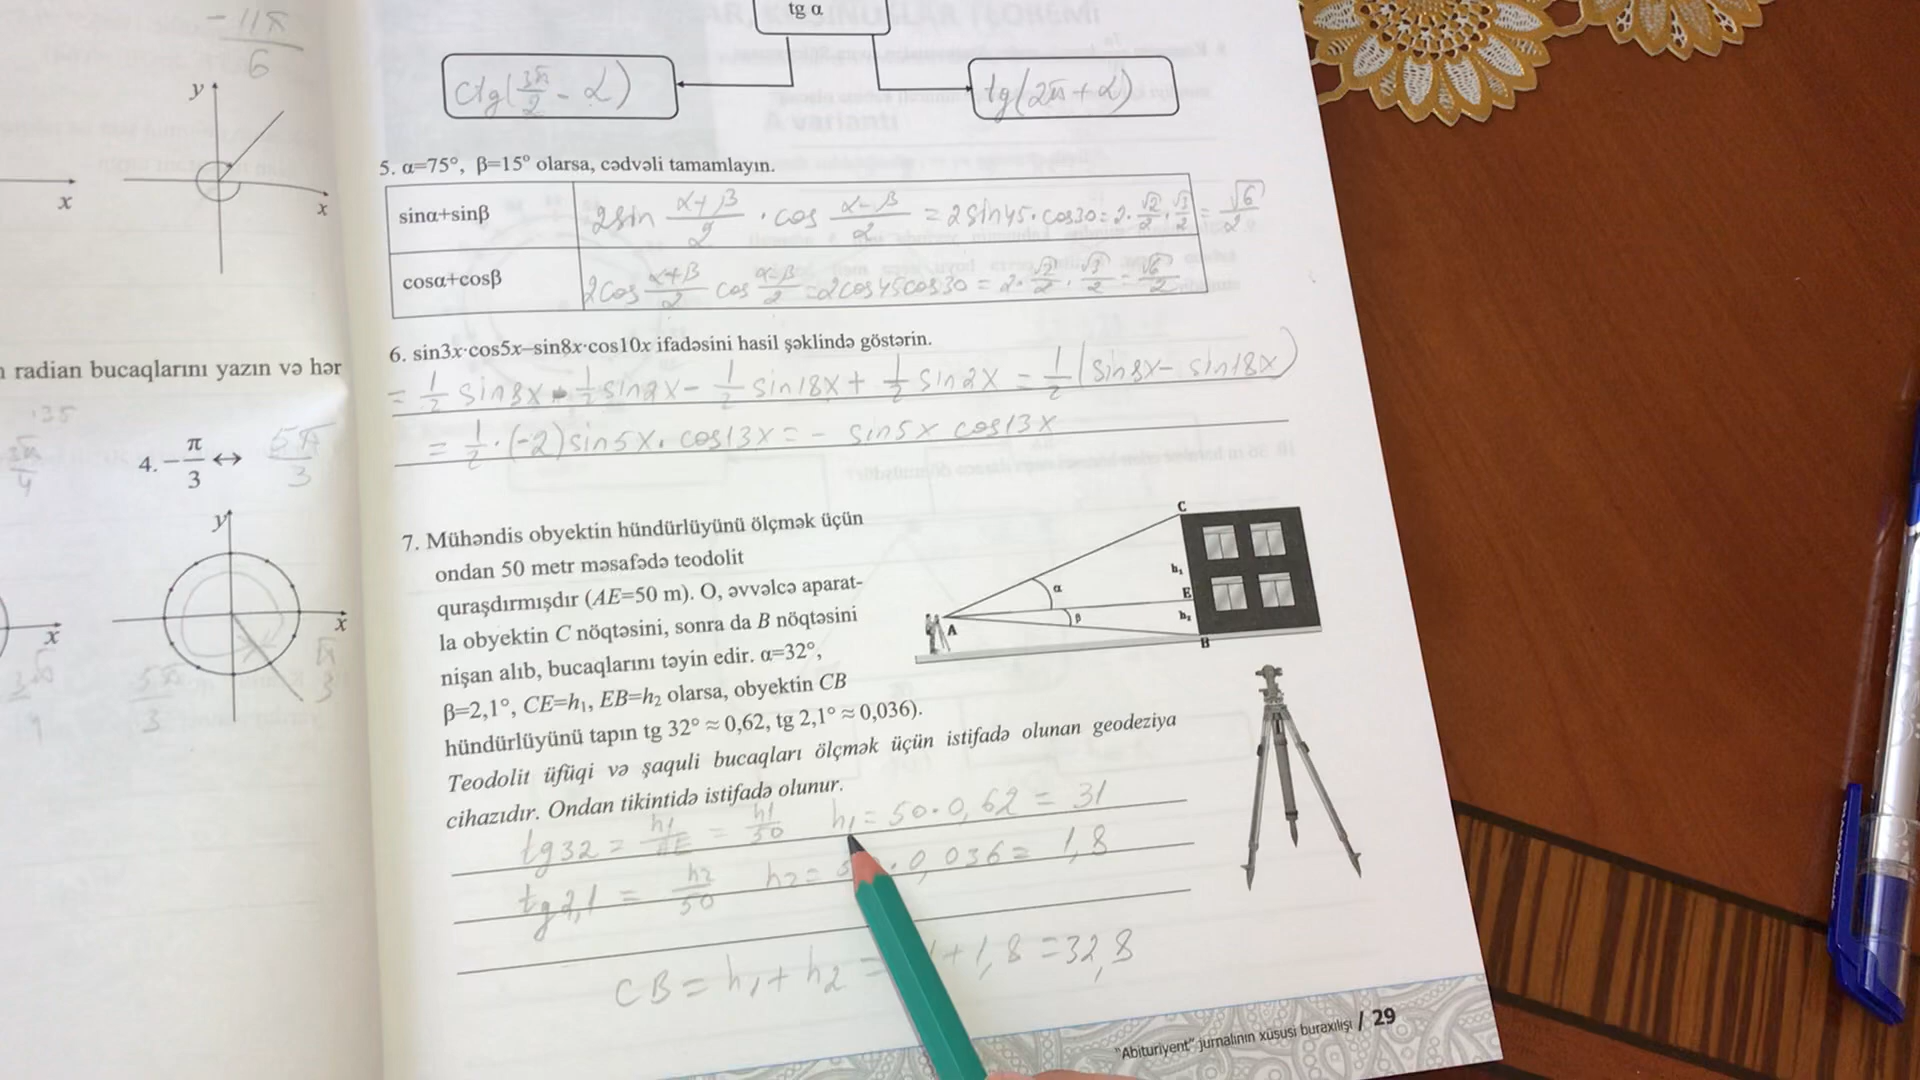 -11π/6
y
x
x
n radian bucaqlarını yazın və hər
4. -π/3 ↔ 5π/3
y
x
x
π/3
5π/3
tg α
ctg(3π/2 - α)
tg(2π + α)
A variantı
5. α=75°, β=15° olarsa, cədvəli tamamlayın.
sinα+sinβ
2sin α+β/2 · cos α-β/2 = 2sin45·cos30 = 2·√2/2·√3/2 = √6/2
cosα+cosβ
2cos α+β/2 cos α-β/2 = 2cos45cos30 = 2·√2/2·√3/2 = √6/2
6. sin3x·cos5x–sin8x·cos10x ifadəsini hasil şəklində göstərin.
= 1/2 sin8x - 1/2 sin2x - 1/2 sin18x + 1/2 sin2x = 1/2 (sin8x - sin18x)
= 1/2 · (-2) sin5x · cos13x = - sin5x cos13x
7. Mühəndis obyektin hündürlüyünü ölçmək üçün
ondan 50 metr məsafədə teodolit
quraşdırmışdır (AE=50 m). O, əvvəlcə aparat-
la obyektin C nöqtəsini, sonra da B nöqtəsini
nişan alıb, bucaqlarını təyin edir. α=32°,
β=2,1°, CE=h₁, EB=h₂ olarsa, obyektin CB
hündürlüyünü tapın tg 32° ≈ 0,62, tg 2,1° ≈ 0,036).
Teodolit üfüqi və şaquli bucaqları ölçmək üçün istifadə olunan geodeziya
cihazıdır. Ondan tikintidə istifadə olunur.
C
h₁
α
E
β
h₂
A
B
tg32 = h1/AE = h1/50 h₁ = 50·0,62 = 31
tg2,1 = h2/50 h2 = ·0,036 = 1,8
CB = h₁ + h2 = +1,8 = 32,8
"Abituriyent" jurnalının xüsusi buraxılışı / 29